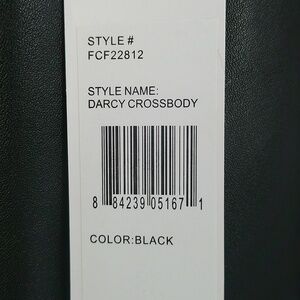 STYLE #
FCF22812
STYLE NAME:
DARCY CROSSBODY
8 84239 05167 1
COLOR:BLACK